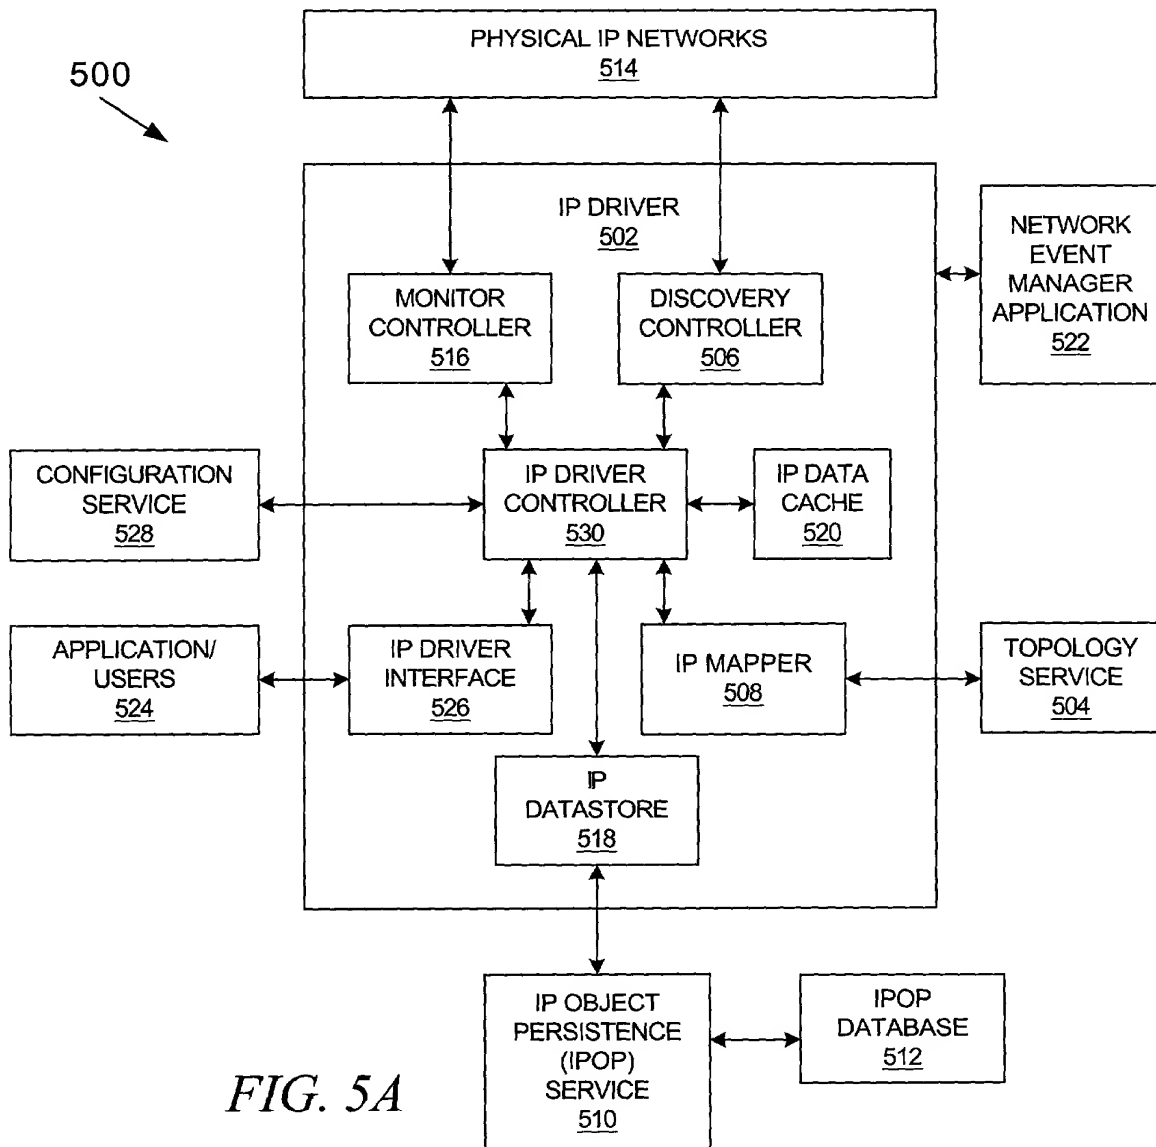 PHYSICAL IP NETWORKS
514
500
IP DRIVER
502
NETWORK
EVENT
MANAGER
APPLICATION
522
MONITOR
CONTROLLER
516
DISCOVERY
CONTROLLER
506
CONFIGURATION
SERVICE
528
IP DRIVER
CONTROLLER
530
IP DATA
CACHE
520
APPLICATION/
USERS
524
IP DRIVER
INTERFACE
526
IP MAPPER
508
TOPOLOGY
SERVICE
504
IP
DATASTORE
518
IP OBJECT
PERSISTENCE
(IPOP)
SERVICE
510
IPOP
DATABASE
512
FIG. 5A